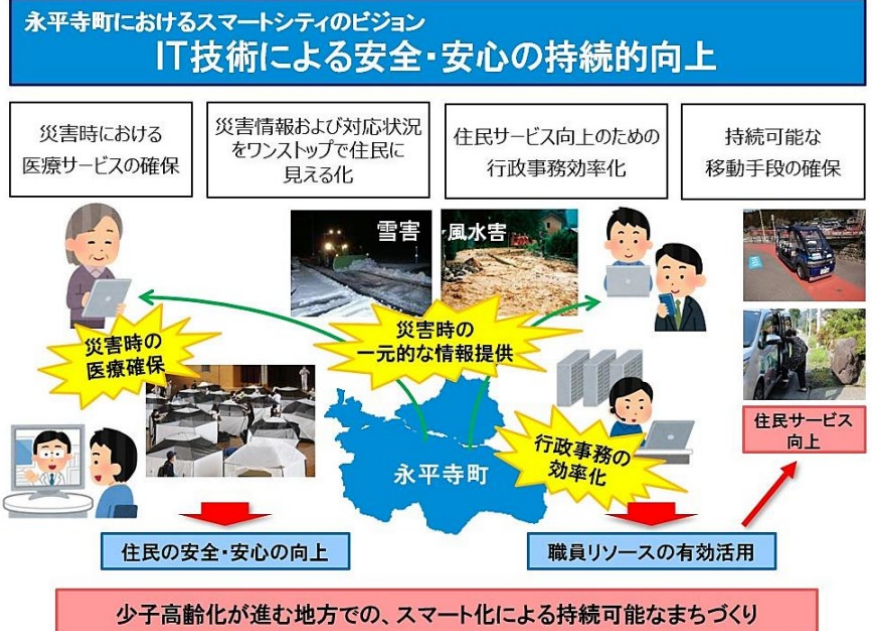 永平寺町におけるスマートシティのビジョン
IT技術による安全・安心の持続的向上
災害時における
医療サービスの確保
災害情報および対応状況
をワンストップで住民に
見える化
住民サービス向上のための
行政事務効率化
持続可能な
移動手段の確保
雪害
風水害
災害時の
医療確保
災害時の
一元的な情報提供
行政事務の
効率化
永平寺町
住民サービス
向上
住民の安全・安心の向上
職員リソースの有効活用
少子高齢化が進む地方での、スマート化による持続可能なまちづくり